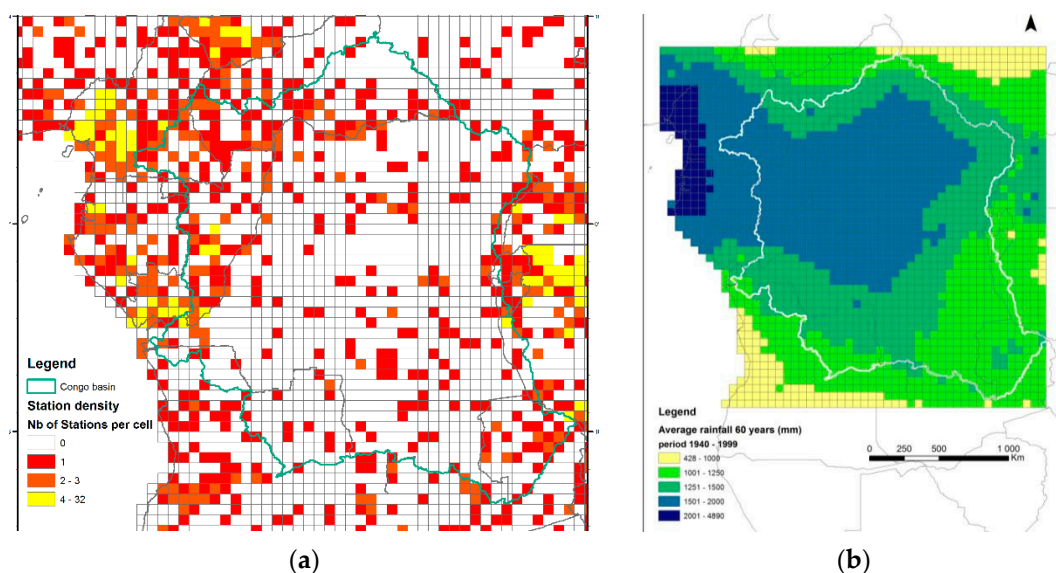 Legend
Congo basin
Station density
Nb of Stations per cell
0
1
2 - 3
4 - 32
(a)
Legend
Average rainfall 60 years (mm)
period 1940 - 1999
428 - 1000
1001 - 1250
1251 - 1500
1501 - 2000
2001 - 4890
0 250 500 1 000
Km
(b)